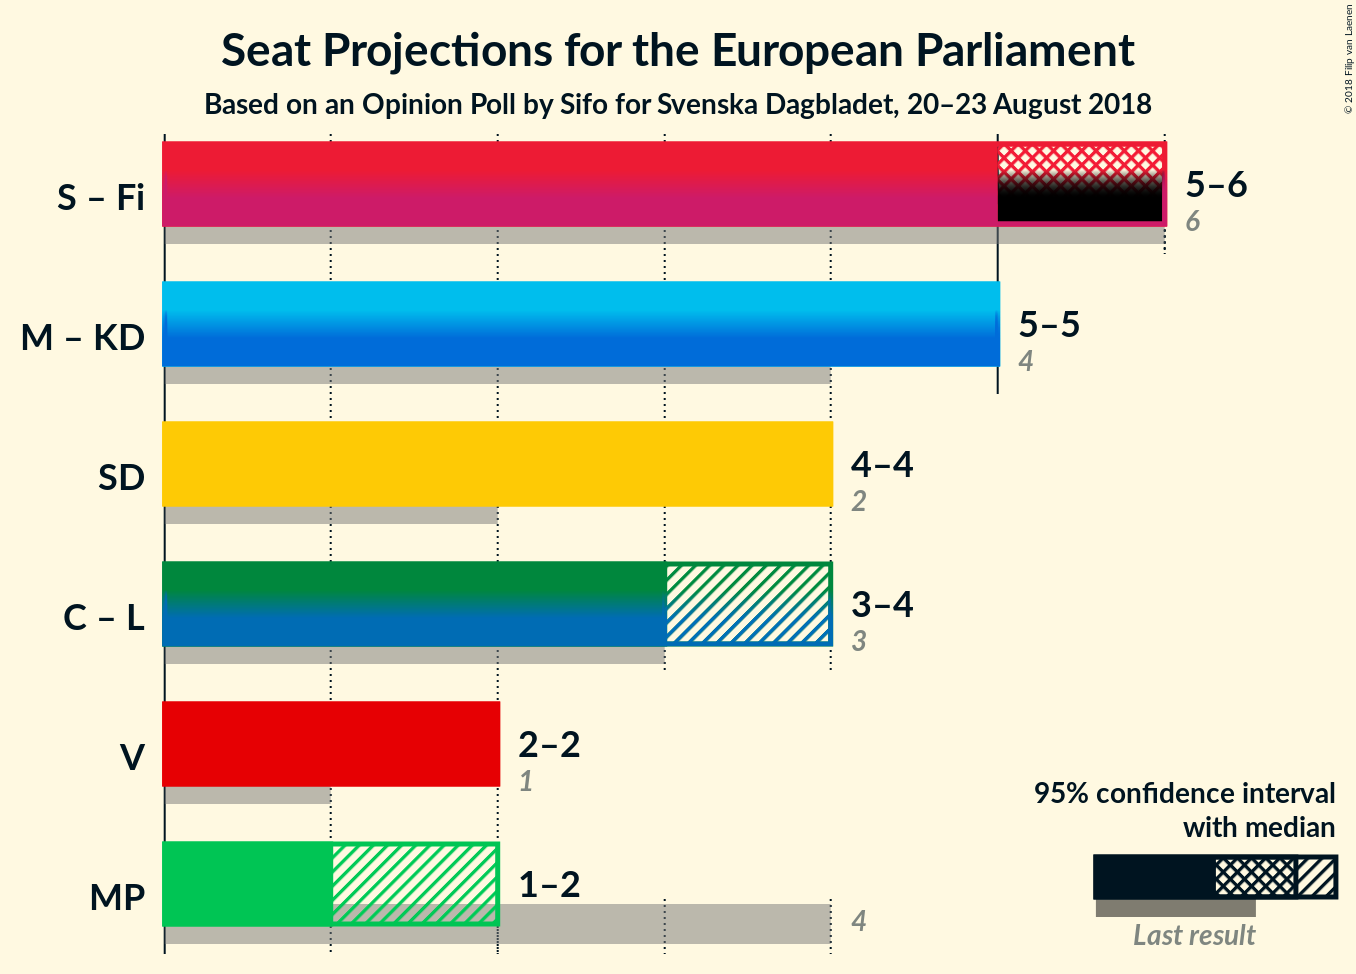 Seat Projections for the European Parliament
Based on an Opinion Poll by Sifo for Svenska Dagbladet, 20–23 August 2018
© 2018 Filip van Laenen
S – Fi
5–6
6
M – KD
5–5
4
SD
4–4
2
C – L
3–4
3
V
2–2
1
MP
1–2
4
95% confidence interval
with median
Last result